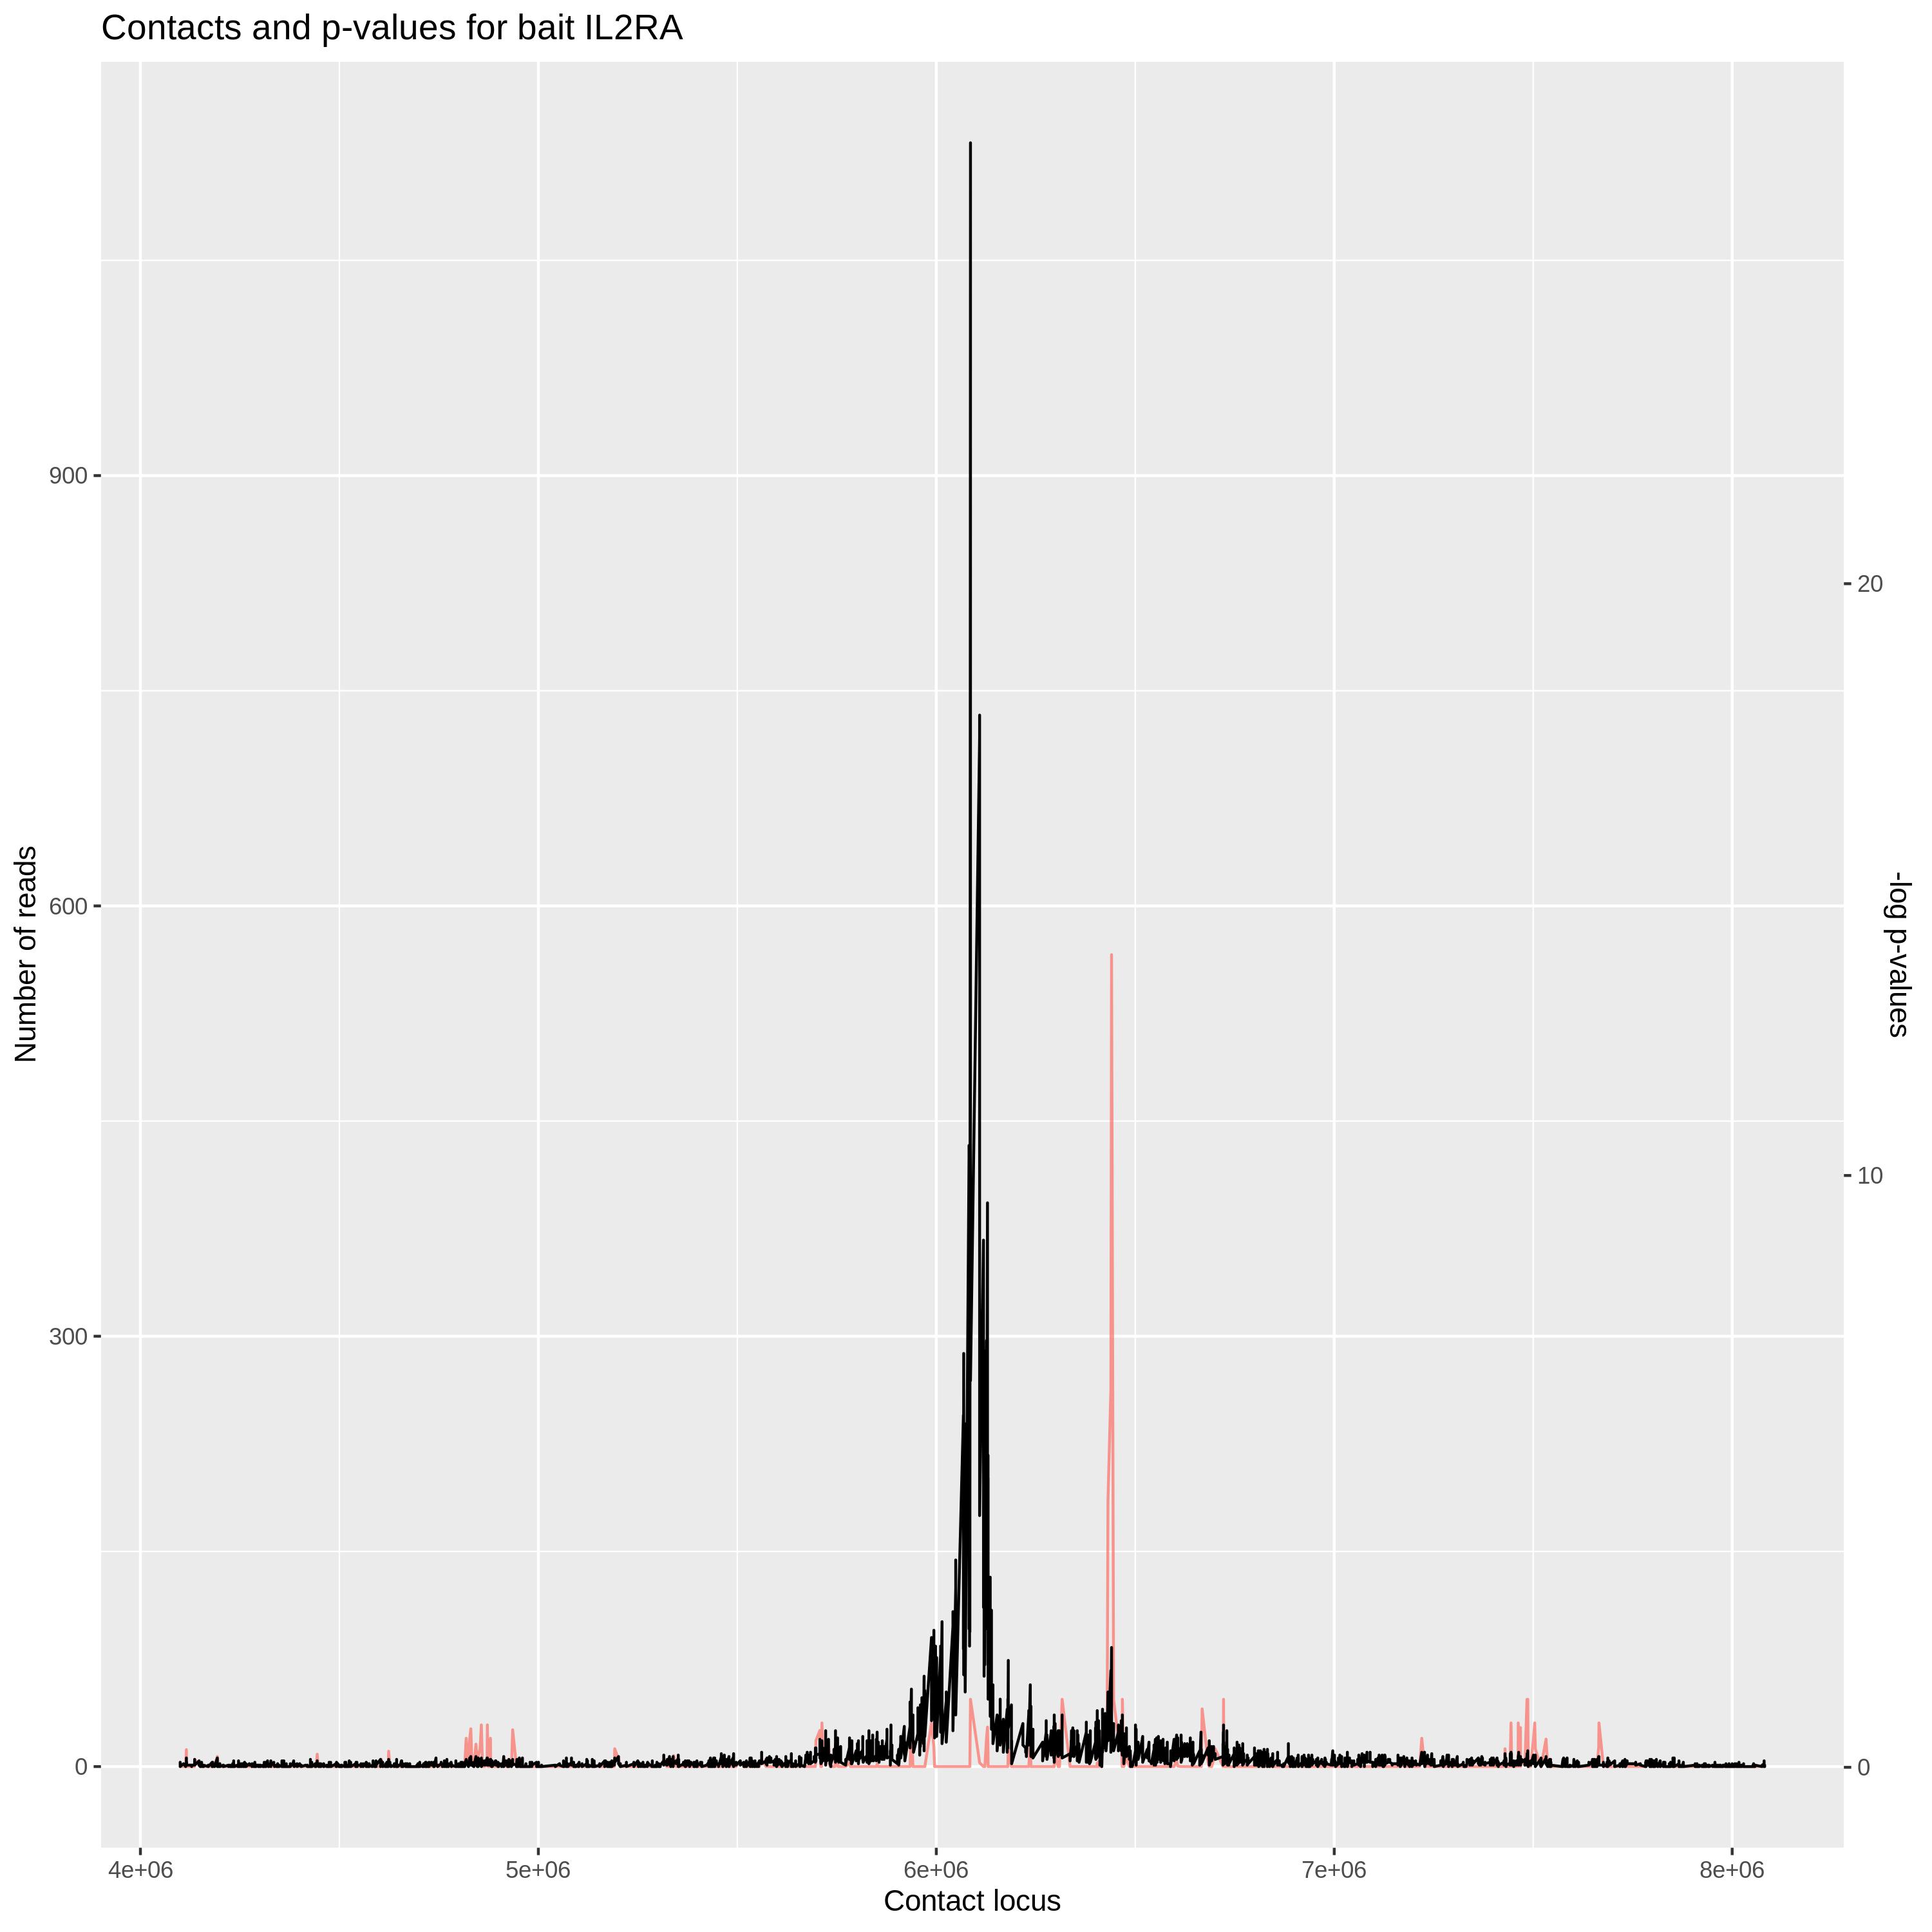 Contacts and p-values for bait IL2RA
Number of reads
900
600
300
0
-log p-values
20
10
0
4e+06
5e+06
6e+06
7e+06
8e+06
Contact locus